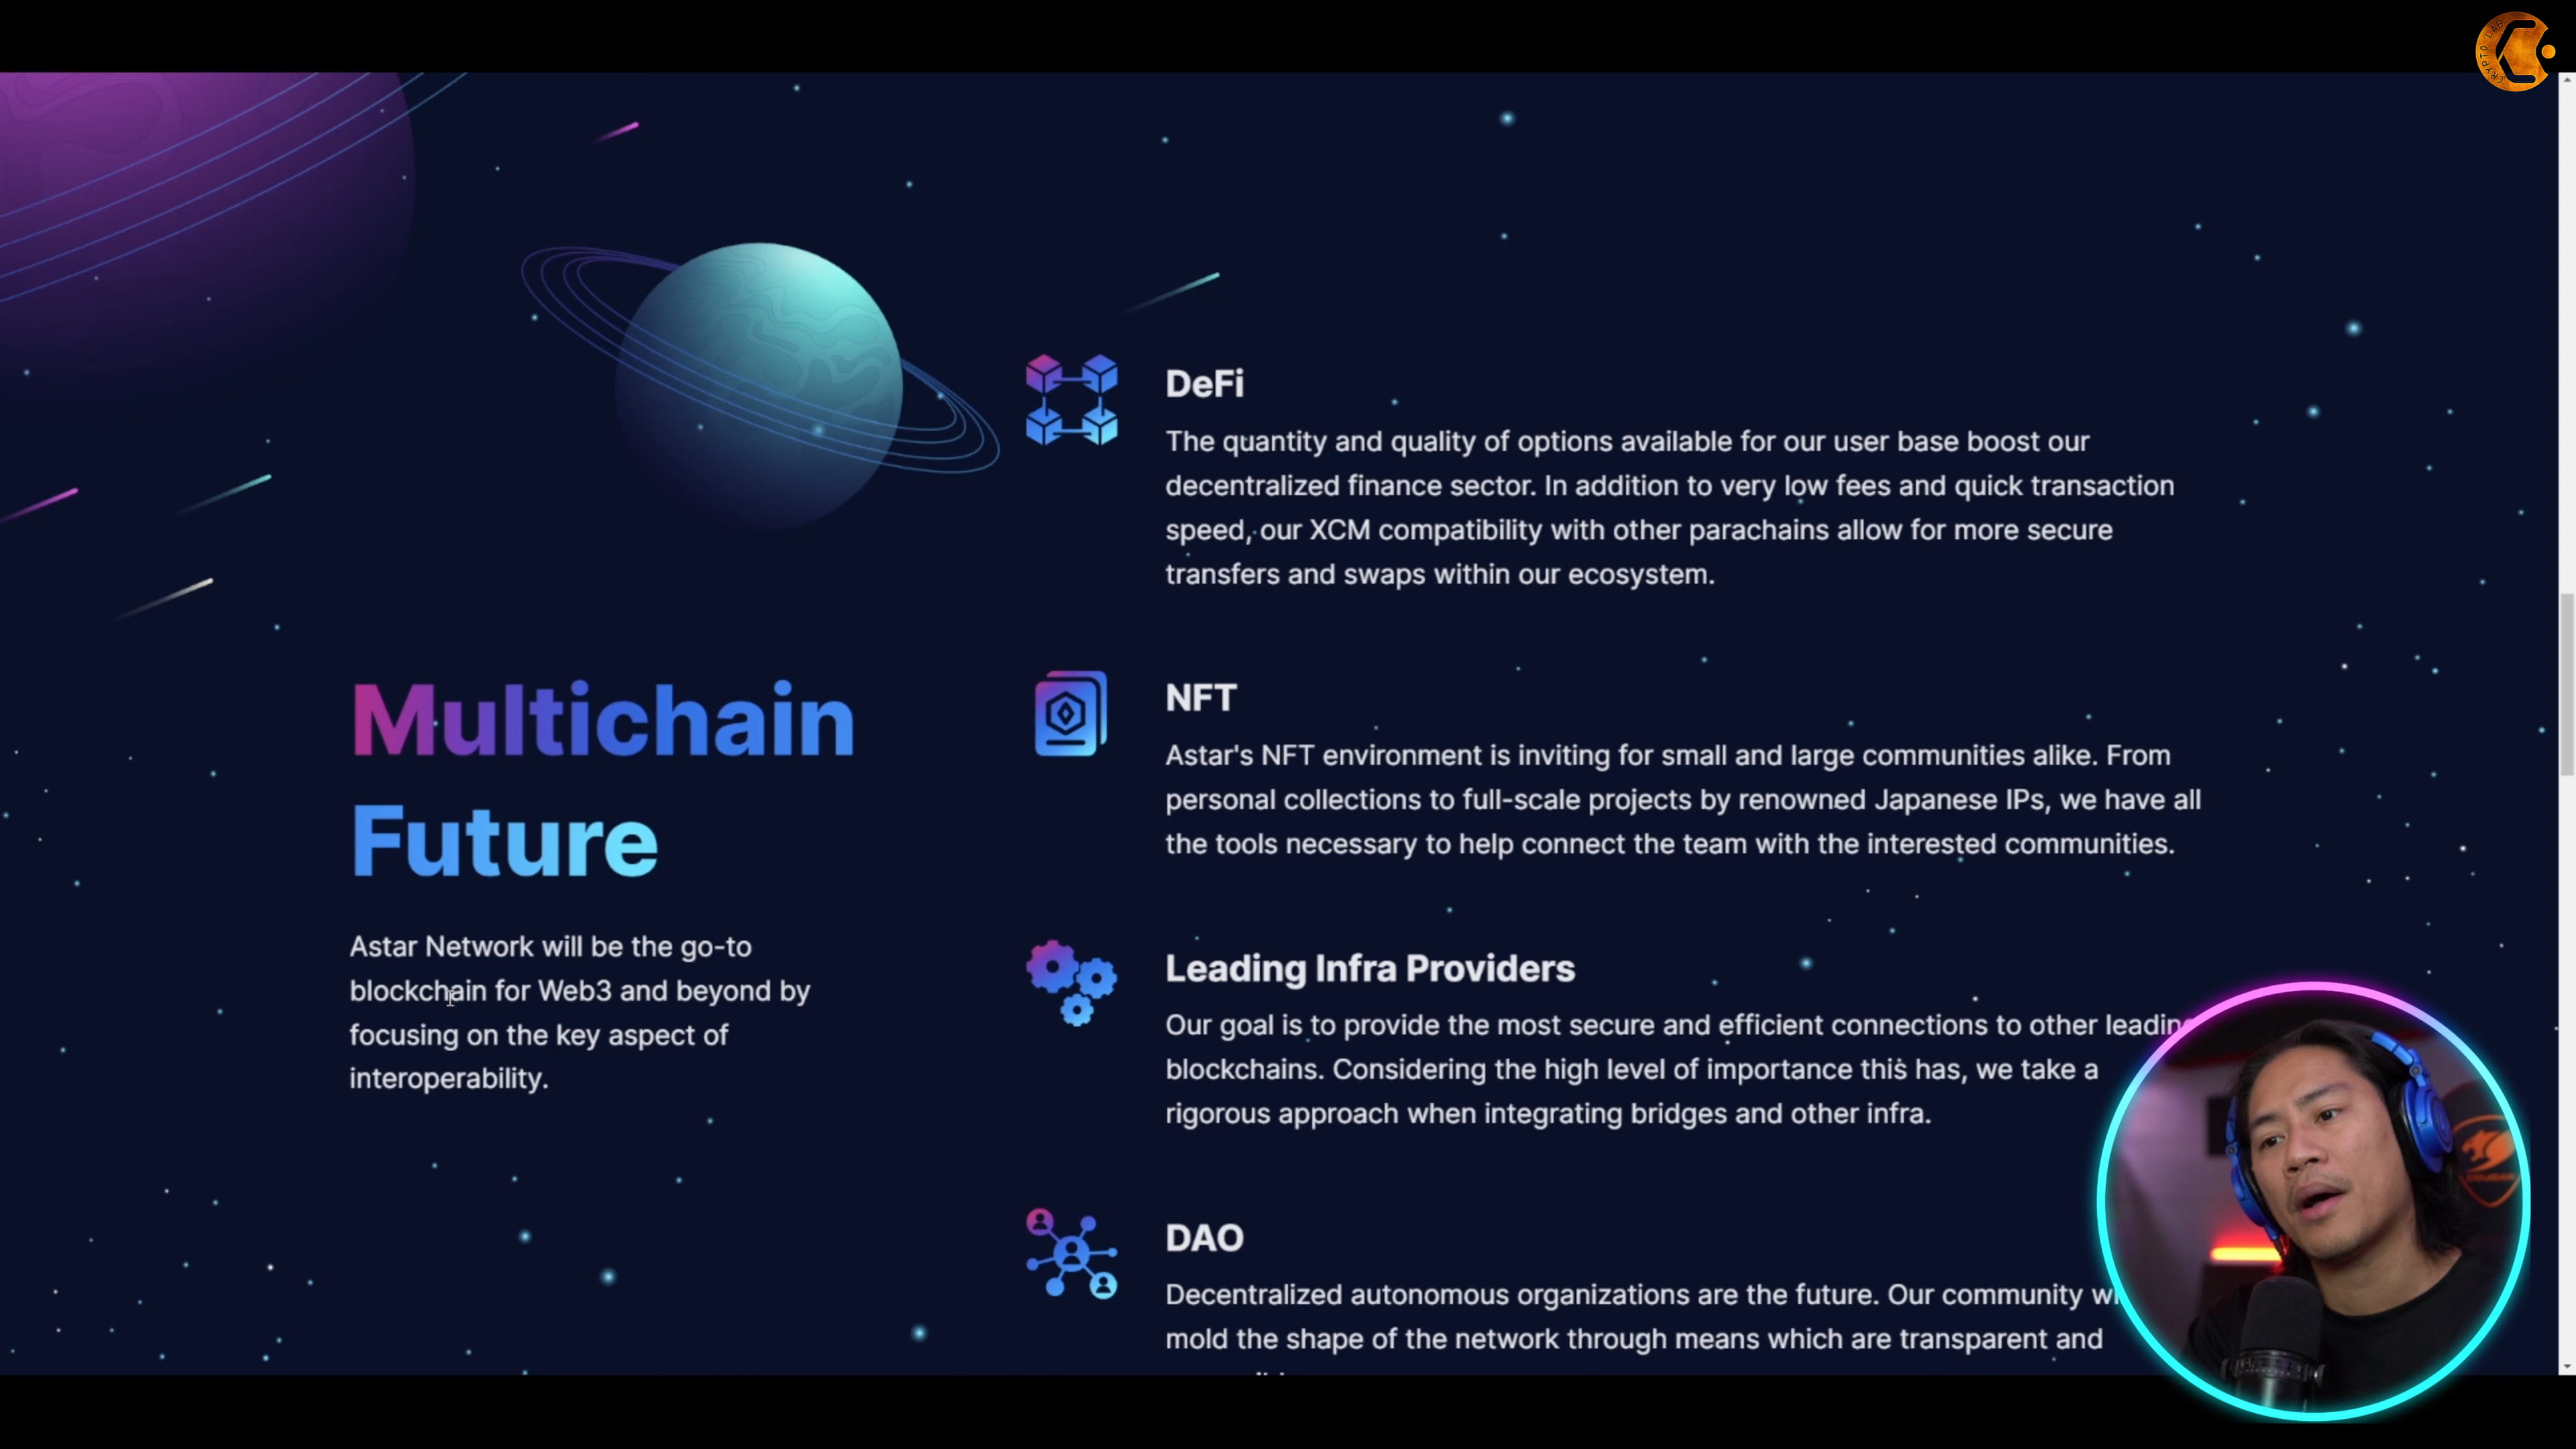 CRYPTO LAB
Multichain
Future
Astar Network will be the go-to
blockchain for Web3 and beyond by
focusing on the key aspect of
interoperability.
DeFi
The quantity and quality of options available for our user base boost our
decentralized finance sector. In addition to very low fees and quick transaction
speed, our XCM compatibility with other parachains allow for more secure
transfers and swaps within our ecosystem.
NFT
Astar's NFT environment is inviting for small and large communities alike. From
personal collections to full-scale projects by renowned Japanese IPs, we have all
the tools necessary to help connect the team with the interested communities.
Leading Infra Providers
Our goal is to provide the most secure and efficient connections to other leading
blockchains. Considering the high level of importance this has, we take a
rigorous approach when integrating bridges and other infra.
DAO
Decentralized autonomous organizations are the future. Our community
mold the shape of the network through means which are transparent and
COUGAR